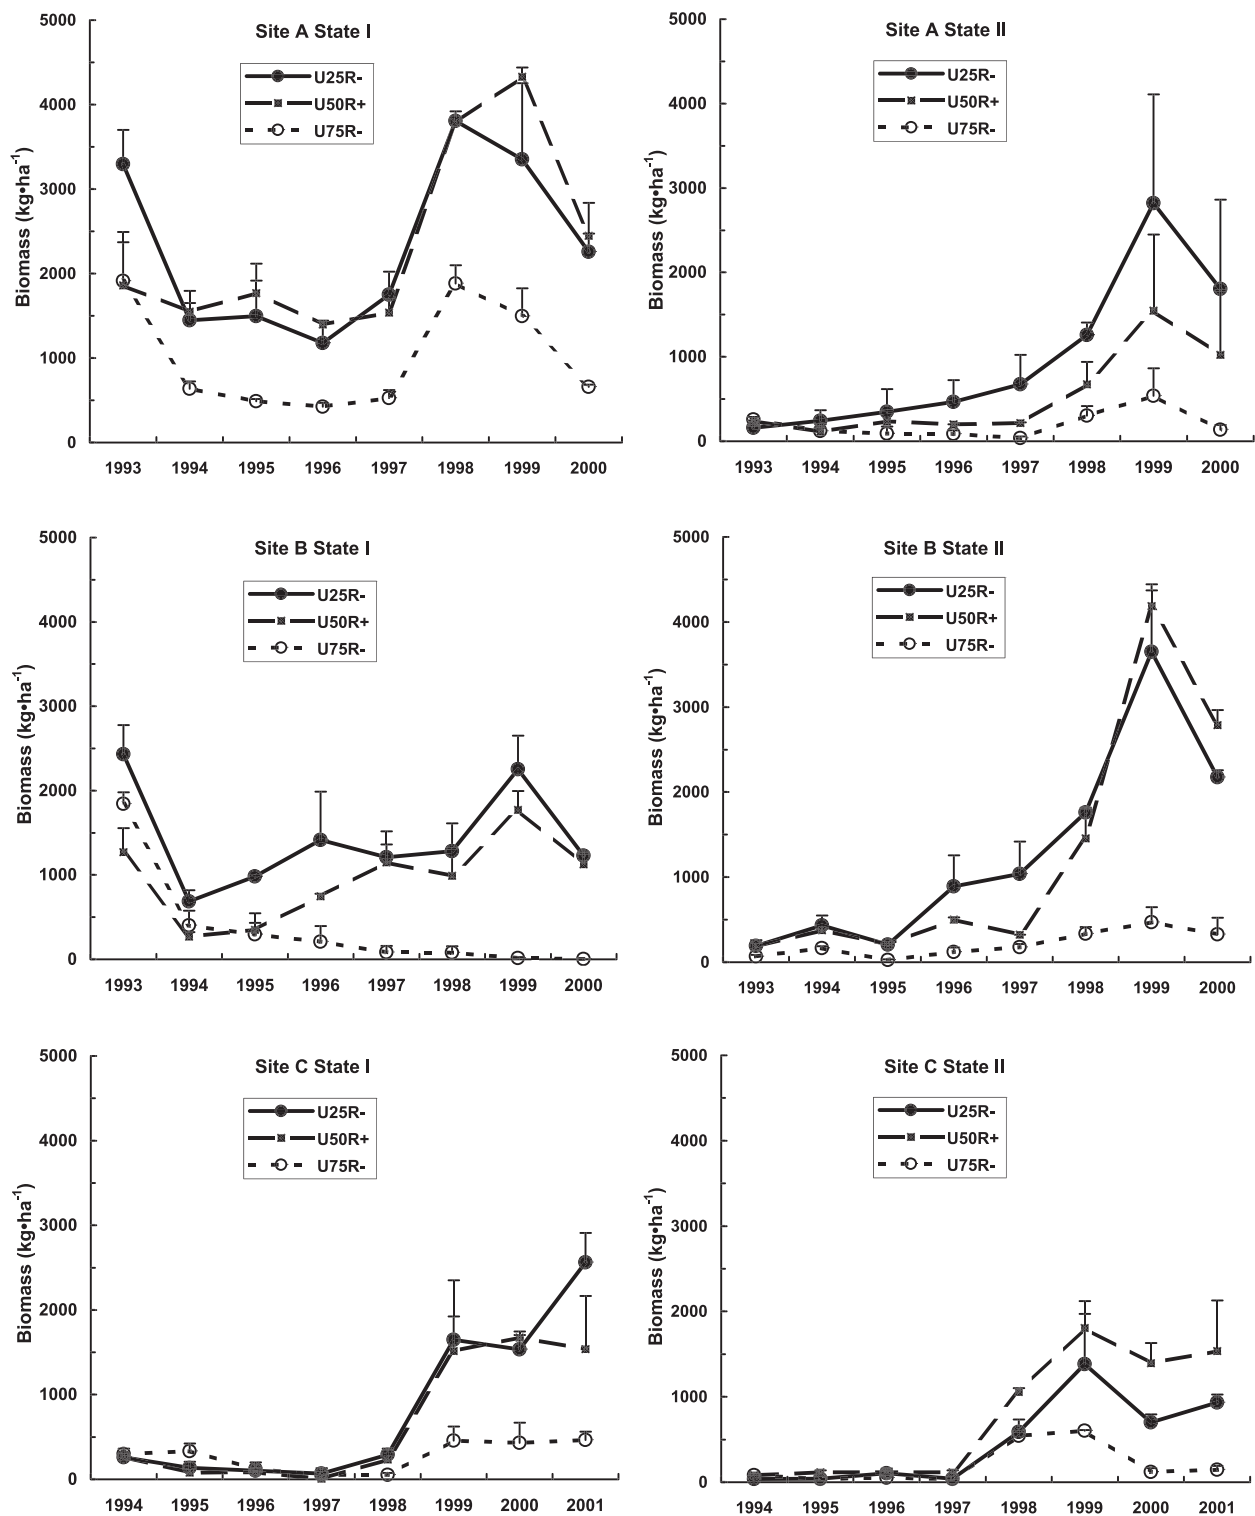 Site A State I
U25R-
U50R+
U75R-
Biomass (kg•ha⁻¹)
5000
4000
3000
2000
1000
0
1993 1994 1995 1996 1997 1998 1999 2000
Site A State II
U25R-
U50R+
U75R-
Biomass (kg•ha⁻¹)
5000
4000
3000
2000
1000
0
1993 1994 1995 1996 1997 1998 1999 2000
Site B State I
U25R-
U50R+
U75R-
Biomass (kg•ha⁻¹)
5000
4000
3000
2000
1000
0
1993 1994 1995 1996 1997 1998 1999 2000
Site B State II
U25R-
U50R+
U75R-
Biomass (kg•ha⁻¹)
5000
4000
3000
2000
1000
0
1993 1994 1995 1996 1997 1998 1999 2000
Site C State I
U25R-
U50R+
U75R-
Biomass (kg•ha⁻¹)
5000
4000
3000
2000
1000
0
1994 1995 1996 1997 1998 1999 2000 2001
Site C State II
U25R-
U50R+
U75R-
Biomass (kg•ha⁻¹)
5000
4000
3000
2000
1000
0
1994 1995 1996 1997 1998 1999 2000 2001